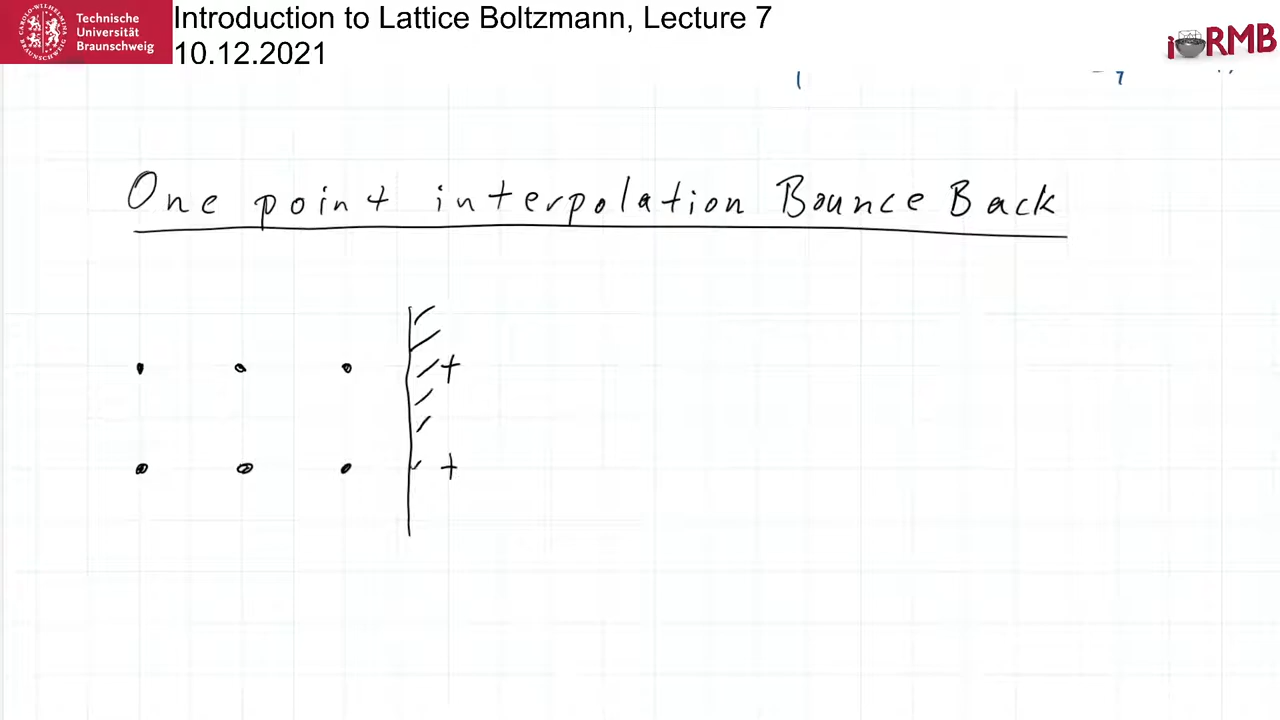 Technische
Universität
Braunschweig
Introduction to Lattice Boltzmann, Lecture 7
10.12.2021
iRMB
One point interpolation Bounce Back